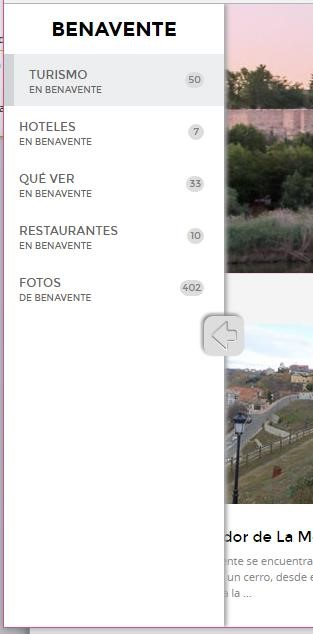 BENAVENTE
TURISMO
50
EN BENAVENTE
HOTELES
7
EN BENAVENTE
QUÉ VER
33
EN BENAVENTE
RESTAURANTES
10
EN BENAVENTE
FOTOS
402
DE BENAVENTE
dor de La M
ente se encuentra
un cerro, desde e
a la ...